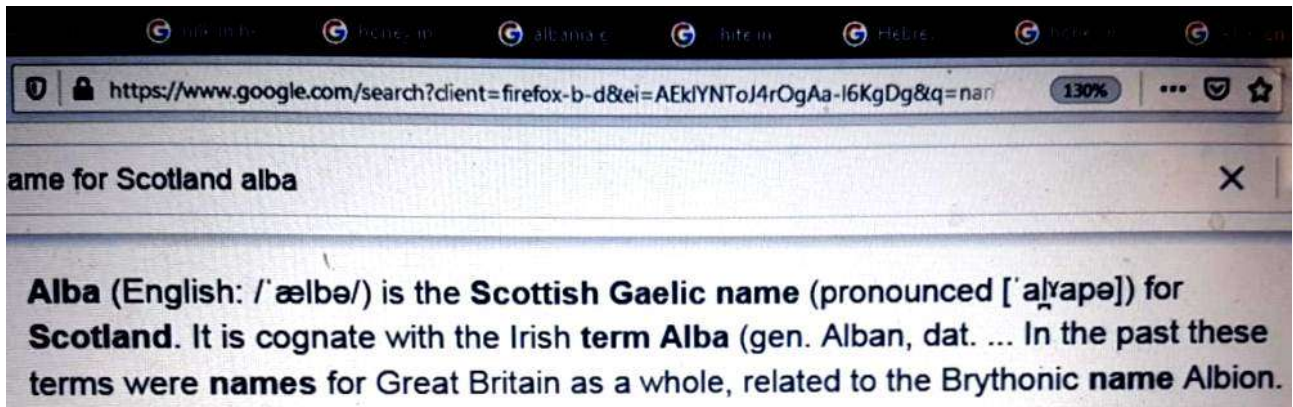 albania
Hebre
https://www.google.com/search?client=firefox-b-d&ei=AEklYNToJ4rOgAa-I6KgDg&q=nan
130%
ame for Scotland alba
Alba (English: /ˈælbə/) is the Scottish Gaelic name (pronounced [ˈal̪ˠapə]) for
Scotland. It is cognate with the Irish term Alba (gen. Alban, dat. ... In the past these
terms were names for Great Britain as a whole, related to the Brythonic name Albion.